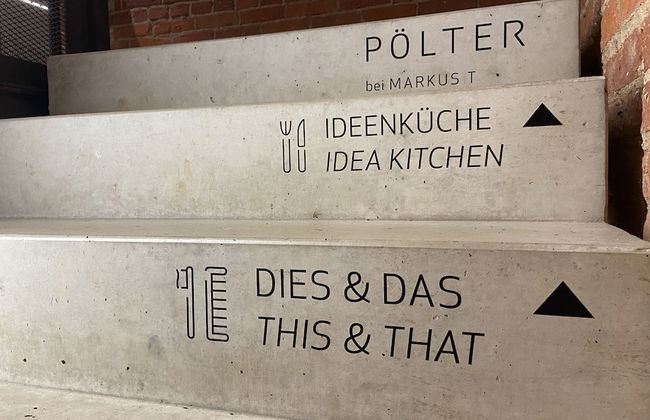 PÖLTER
bei MARKUS T
IDEENKÜCHE
IDEA KITCHEN
DIES & DAS
THIS & THAT